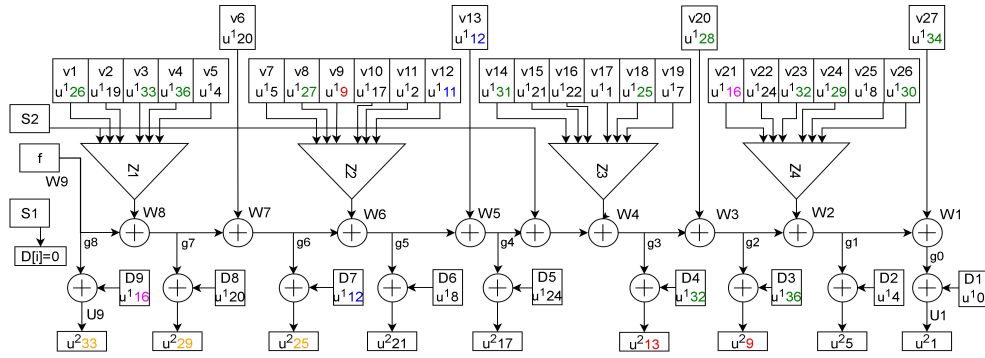 v6 v13 v20 v27
u¹20 u¹12 u¹28 u¹34
v1 v2 v3 v4 v5 v7 v8 v9 v10 v11 v12 v14 v15 v16 v17 v18 v19 v21 v22 v23 v24 v25 v26
u¹26 u¹19 u¹33 u¹36 u¹4 u¹5 u¹27 u¹9 u¹17 u¹2 u¹11 u¹31 u¹21 u¹22 u¹1 u¹25 u¹7 u¹16 u¹24 u¹32 u¹29 u¹8 u¹30
S2
f Z1 Z2 Z3 Z4
W9
S1 W8 W7 W6 W5 W4 W3 W2 W1
g8 g7 g6 g5 g4 g3 g2 g1
D[i]=0 g0
D9 D8 D7 D6 D5 D4 D3 D2 D1
u¹16 u¹20 u¹12 u¹8 u¹24 u¹32 u¹36 u¹4 u¹0
U9 U1
u²33 u²29 u²25 u²21 u²17 u²13 u²9 u²5 u²1